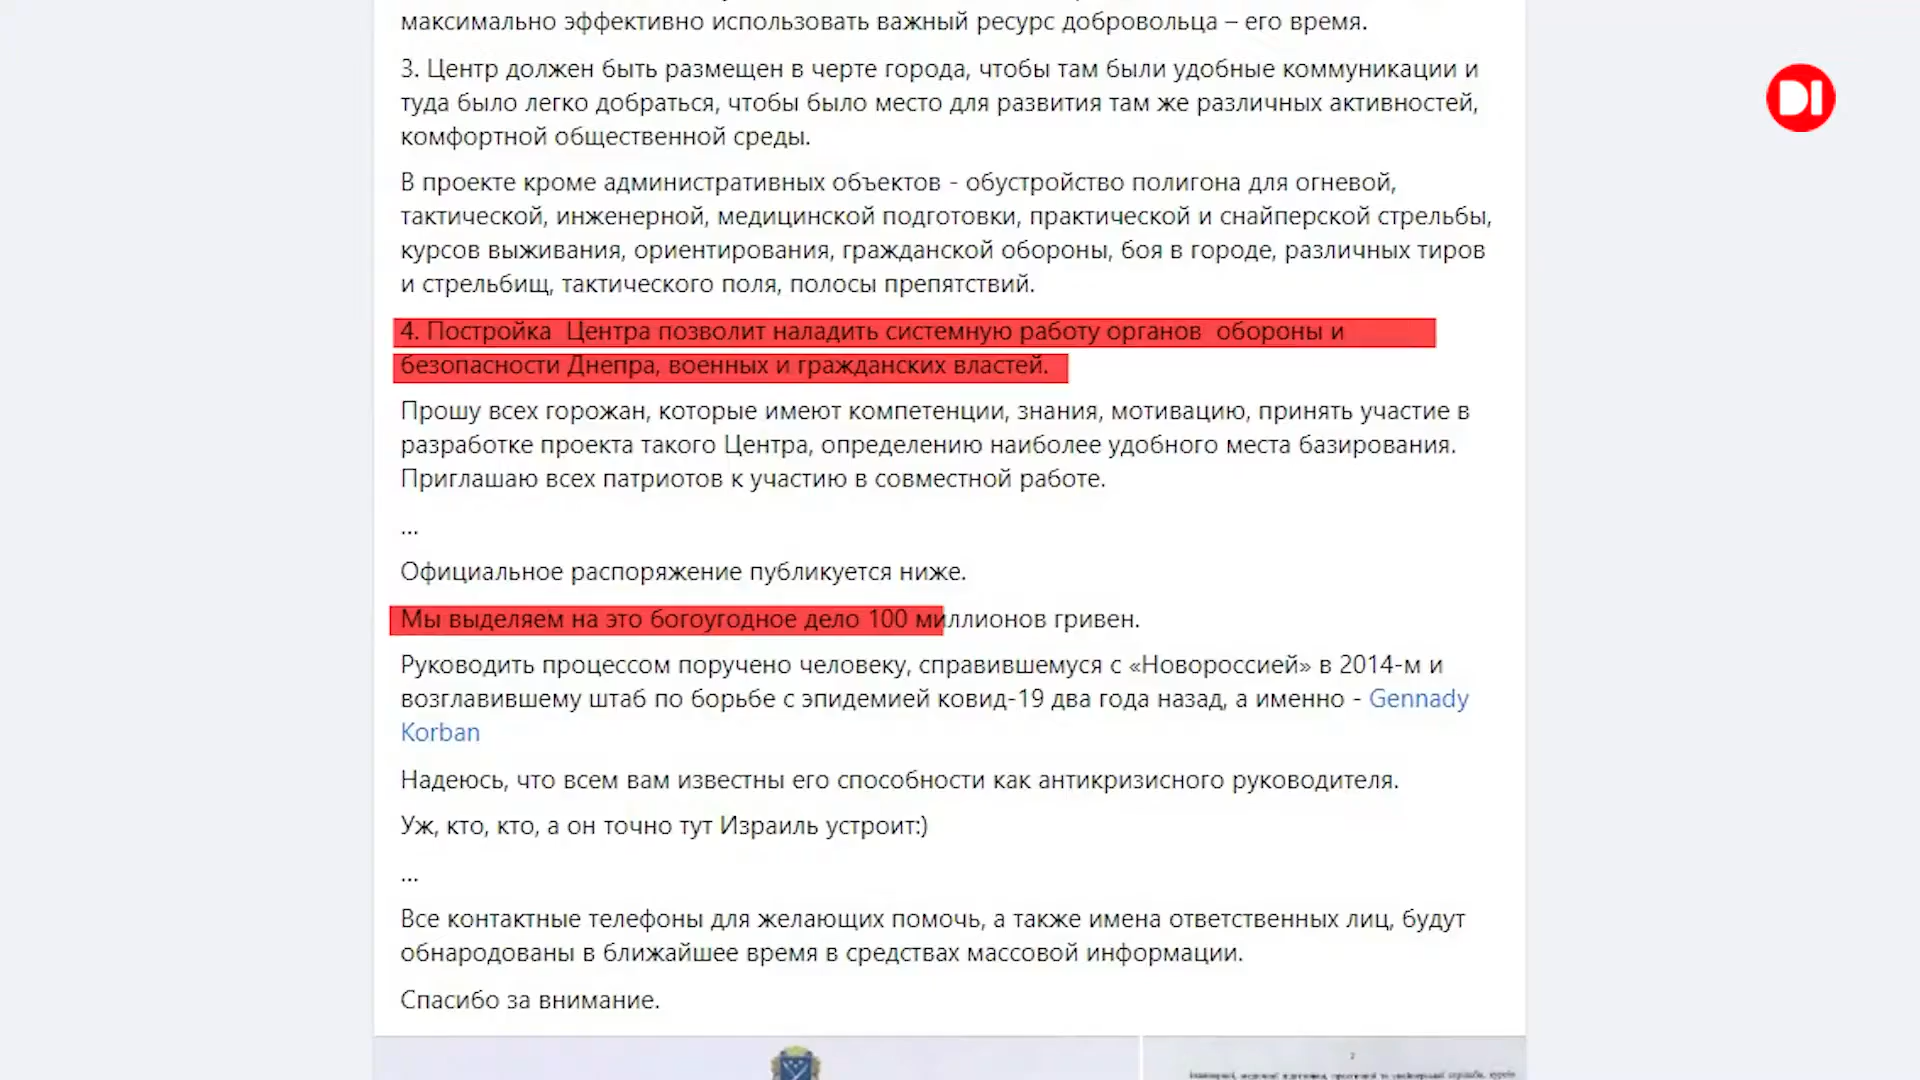 максимально эффективно использовать важный ресурс добровольца – его время.
3. Центр должен быть размещен в черте города, чтобы там были удобные коммуникации и
туда было легко добраться, чтобы было место для развития там же различных активностей,
комфортной общественной среды.
В проекте кроме административных объектов - обустройство полигона для огневой,
тактической, инженерной, медицинской подготовки, практической и снайперской стрельбы,
курсов выживания, ориентирования, гражданской обороны, боя в городе, различных тиров
и стрельбищ, тактического поля, полосы препятствий.
4. Постройка  Центра позволит наладить системную работу органов  обороны и
безопасности Днепра, военных и гражданских властей.
Прошу всех горожан, которые имеют компетенции, знания, мотивацию, принять участие в
разработке проекта такого Центра, определению наиболее удобного места базирования.
Приглашаю всех патриотов к участию в совместной работе.
...
Официальное распоряжение публикуется ниже.
Мы выделяем на это богоугодное дело 100 миллионов гривен.
Руководить процессом поручено человеку, справившемуся с «Новороссией» в 2014-м и
возглавившему штаб по борьбе с эпидемией ковид-19 два года назад, а именно - Gennady
Korban
Надеюсь, что всем вам известны его способности как антикризисного руководителя.
Уж, кто, кто, а он точно тут Израиль устроит:)
...
Все контактные телефоны для желающих помочь, а также имена ответственных лиц, будут
обнародованы в ближайшее время в средствах массовой информации.
Спасибо за внимание.
DI
2